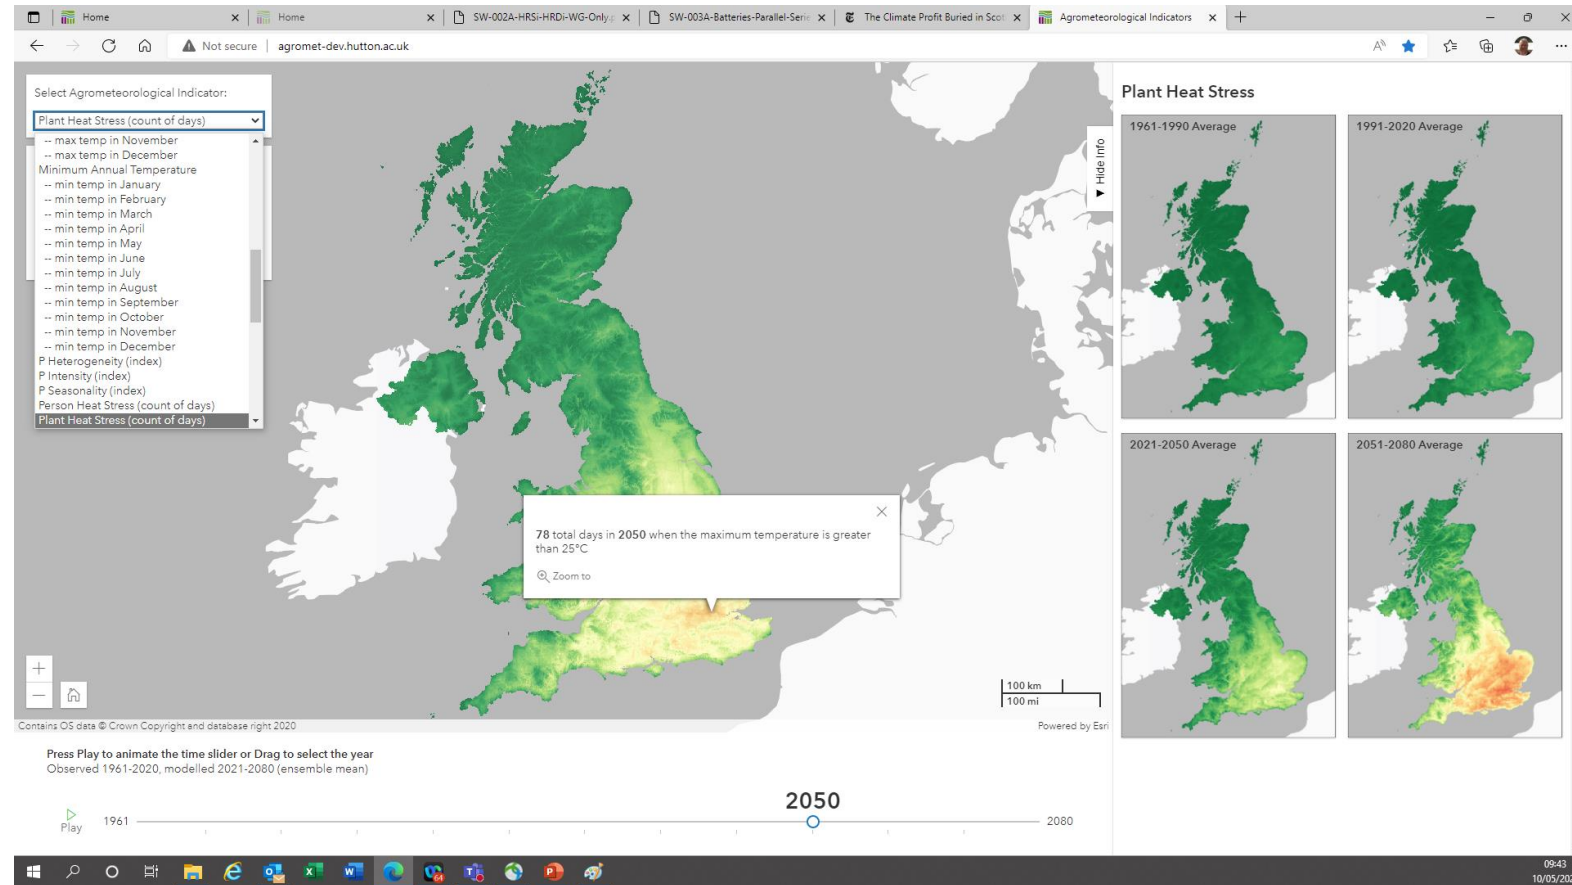 Home
Home
SW-002A-HRSi-HRDi-WG-Only.p
SW-003A-Batteries-Parallel-Serie
The Climate Profit Buried in Scot
Agrometeorological Indicators
Not secure
agromet-dev.hutton.ac.uk
Select Agrometeorological Indicator:
Plant Heat Stress (count of days)
-- max temp in November
-- max temp in December
Minimum Annual Temperature
-- min temp in January
-- min temp in February
-- min temp in March
-- min temp in April
-- min temp in May
-- min temp in June
-- min temp in July
-- min temp in August
-- min temp in September
-- min temp in October
-- min temp in November
-- min temp in December
P Heterogeneity (index)
P Intensity (index)
P Seasonality (index)
Person Heat Stress (count of days)
Plant Heat Stress (count of days)
78 total days in 2050 when the maximum temperature is greater
than 25°C
Zoom to
Hide Info
100 km
100 mi
Contains OS data © Crown Copyright and database right 2020
Powered by Esri
Plant Heat Stress
1961-1990 Average
1991-2020 Average
2021-2050 Average
2051-2080 Average
Press Play to animate the time slider or Drag to select the year
Observed 1961-2020, modelled 2021-2080 (ensemble mean)
2050
Play
1961
2080
64
09:43
10/05/202